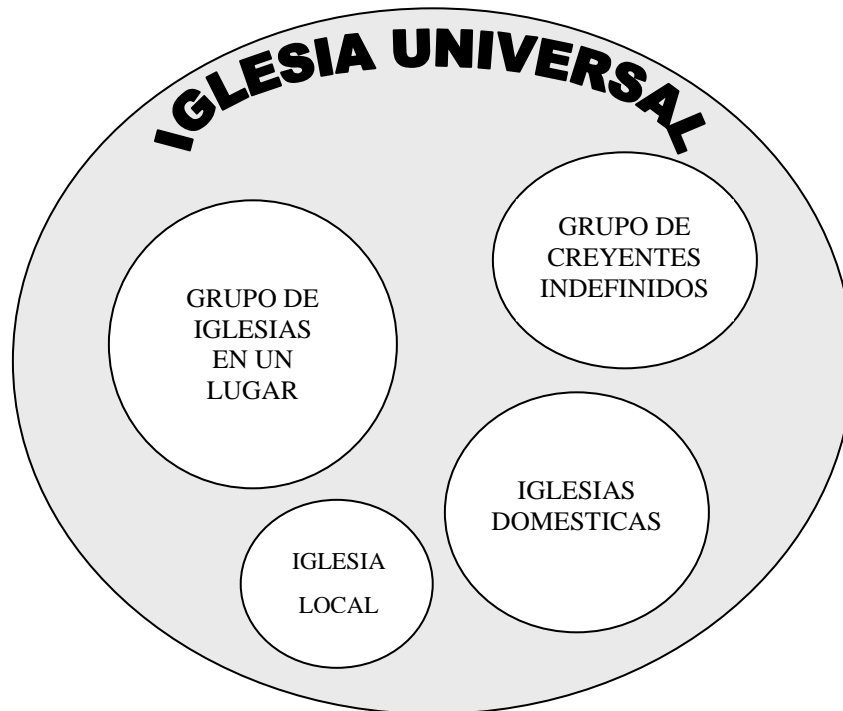 IGLESIA UNIVERSAL
GRUPO DE
CREYENTES
INDEFINIDOS
GRUPO DE
IGLESIAS
EN UN
LUGAR
IGLESIAS
DOMESTICAS
IGLESIA
LOCAL